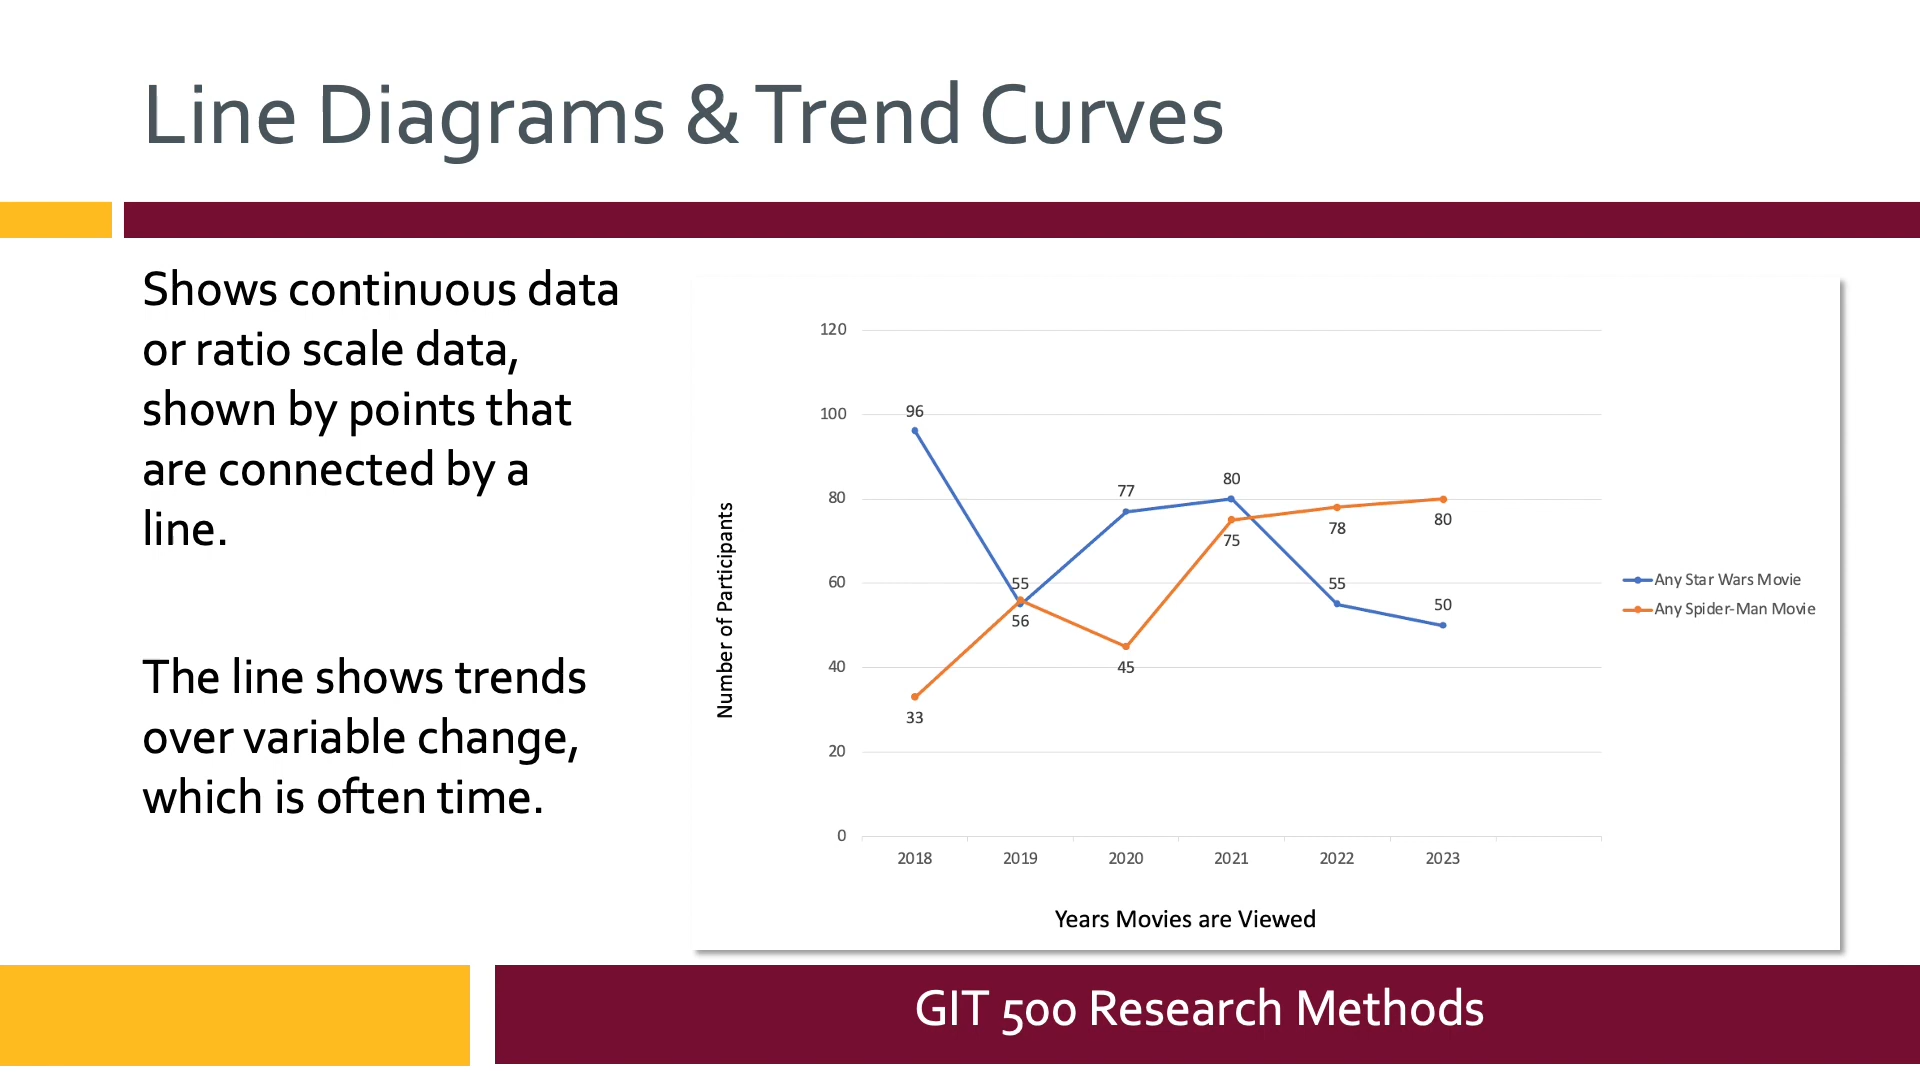 Line Diagrams & Trend Curves
Shows continuous data
or ratio scale data,
shown by points that
are connected by a
line.
The line shows trends
over variable change,
which is often time.
Number of Participants
120
100
80
60
40
20
0
96
55
77
80
55
50
33
56
45
75
78
80
2018 2019 2020 2021 2022 2023
Years Movies are Viewed
Any Star Wars Movie
Any Spider-Man Movie
GIT 500 Research Methods